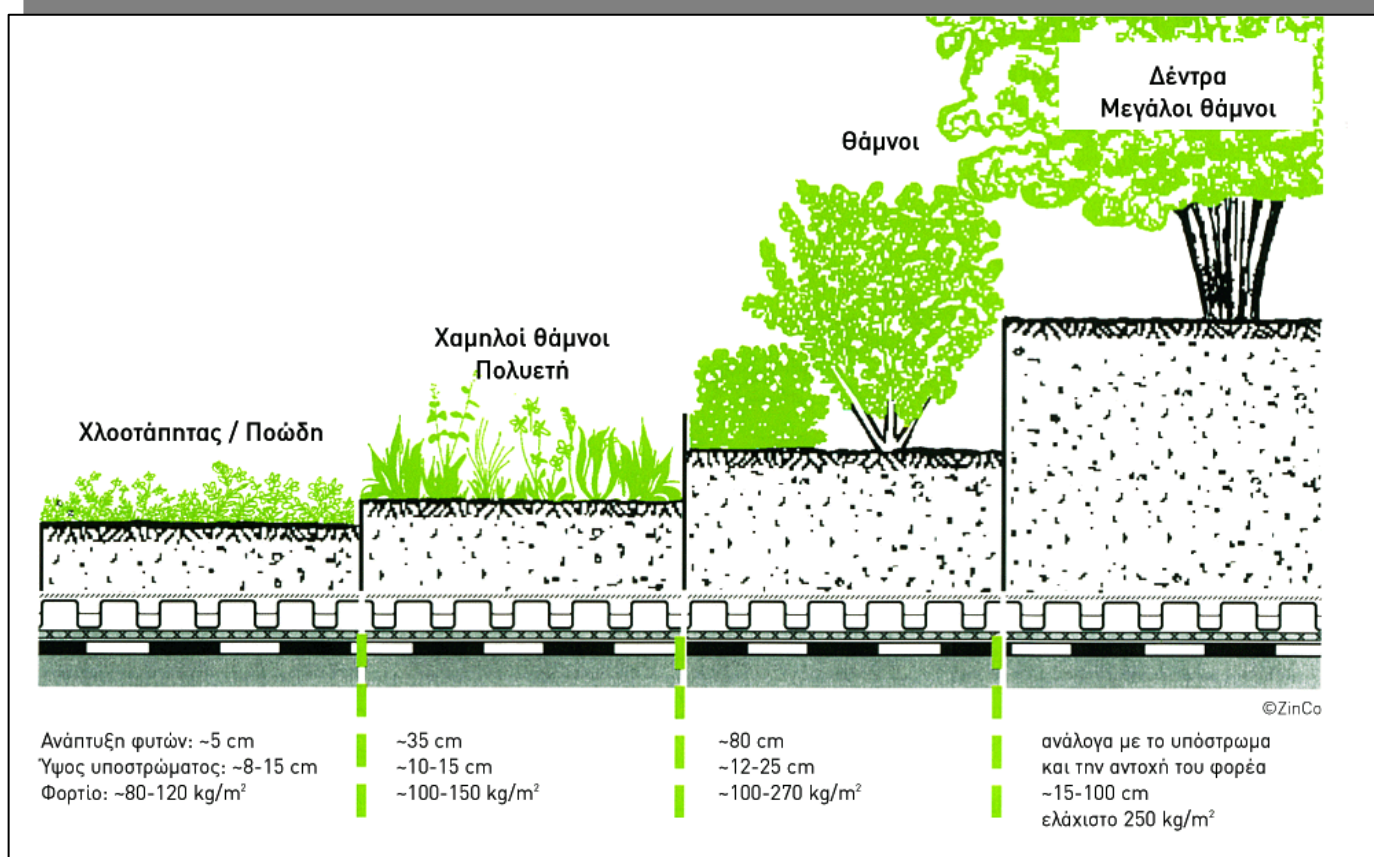 Δέντρα
Μεγάλοι θάμνοι
Θάμνοι
Χαμηλοί θάμνοι
Πολυετή
Χλοοτάπητας / Ποώδη
©ZinCo
Ανάπτυξη φυτών: ~5 cm
Ύψος υποστρώματος: ~8-15 cm
Φορτίο: ~80-120 kg/m²
~35 cm
~10-15 cm
~100-150 kg/m²
~80 cm
~12-25 cm
~100-270 kg/m²
ανάλογα με το υπόστρωμα
και την αντοχή του φορέα
~15-100 cm
ελάχιστο 250 kg/m²